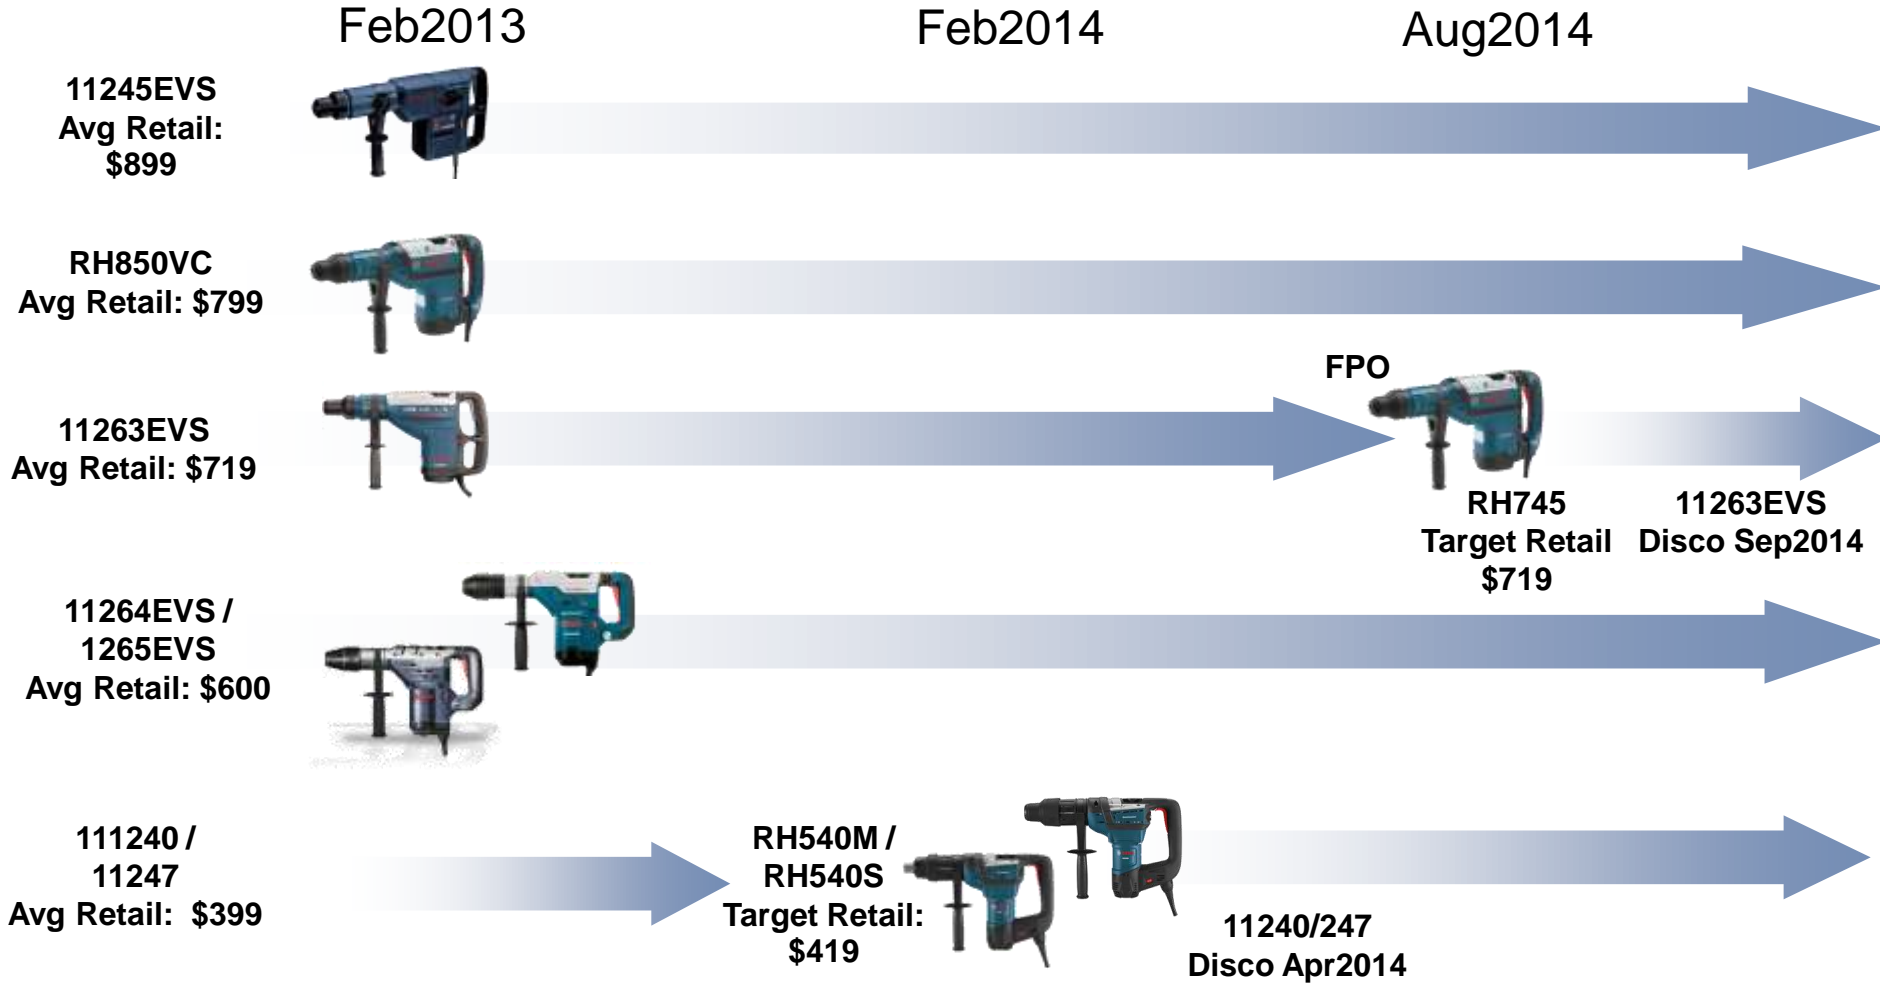 Feb2013
Feb2014
Aug2014
11245EVS
Avg Retail:
$899
RH850VC
Avg Retail: $799
11263EVS
Avg Retail: $719
FPO
RH745
Target Retail
$719
11263EVS
Disco Sep2014
11264EVS /
1265EVS
Avg Retail: $600
111240 /
11247
Avg Retail: $399
RH540M /
RH540S
Target Retail:
$419
11240/247
Disco Apr2014